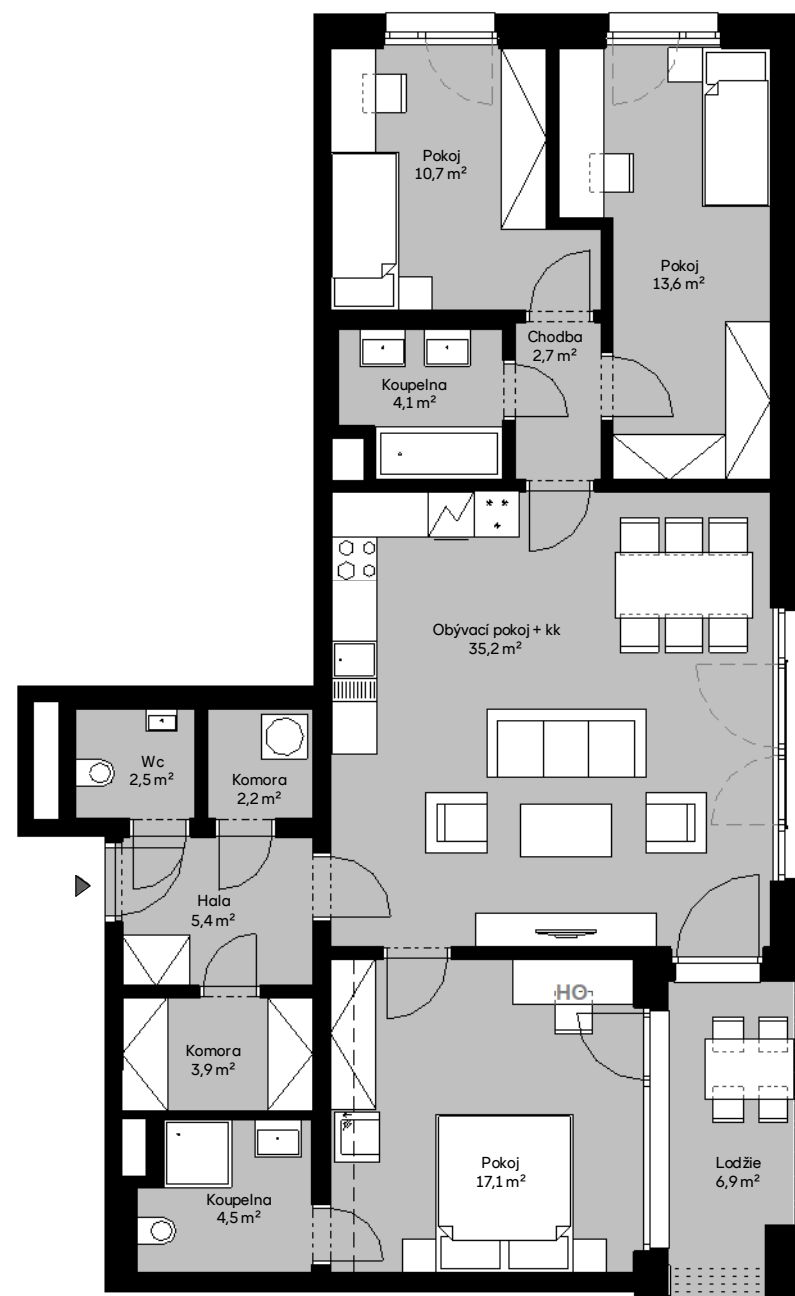 Pokoj
10,7 m²
Pokoj
13,6 m²
Chodba
2,7 m²
Koupelna
4,1 m²
Obývací pokoj + kk
35,2 m²
Wc
2,5 m²
Komora
2,2 m²
Hala
5,4 m²
HO
Komora
3,9 m²
Pokoj
17,1 m²
Lodžie
6,9 m²
Koupelna
4,5 m²